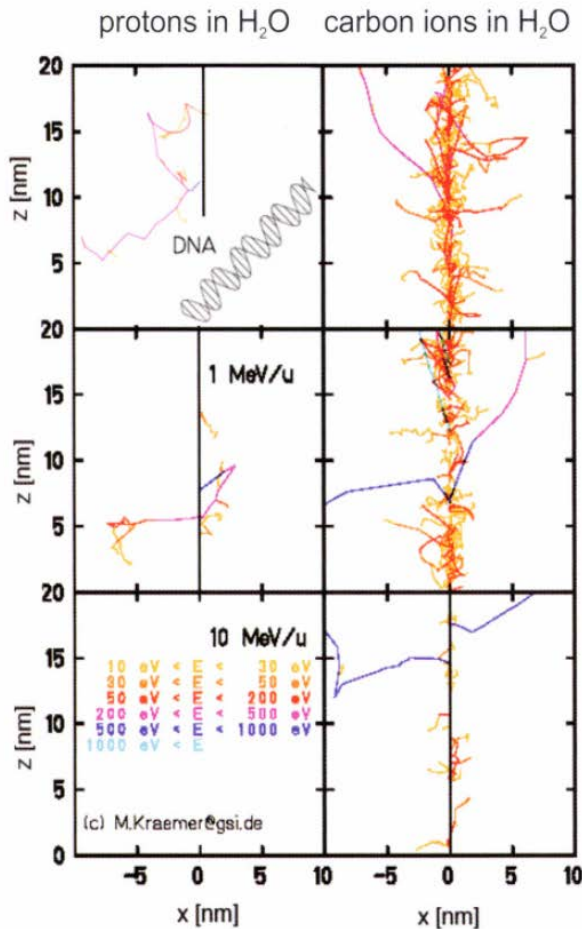 protons in H₂O carbon ions in H₂O
20
15
z [nm]
10
DNA
5
20
1 MeV/u
15
z [nm]
10
5
20
10 MeV/u
10 eV < E < 30 eV
30 eV < E < 50 eV
50 eV < E < 200 eV
200 eV < E < 500 eV
500 eV < E < 1000 eV
1000 eV < E
15
z [nm]
10
5
(c) M.Kraemer@gsi.de
0
-5 0 5 10 -5 0 5 10
x [nm] x [nm]